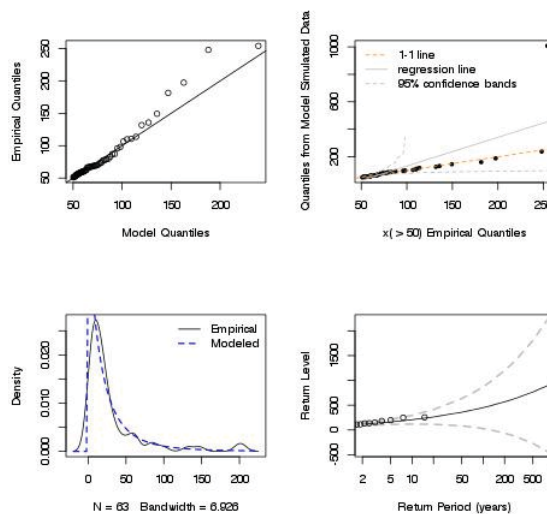 Empirical Quantiles
50 100 150 200 250
50 100 150 200
Model Quantiles
Quantiles from Model Simulated Data
200 600 1000
1-1 line
regression line
95% confidence bands
50 100 150 200 250
x( > 50) Empirical Quantiles
Density
0.000 0.010 0.020
Empirical
Modeled
0 50 100 150 200
N = 63 Bandwidth = 6.926
Return Level
-500 0 500 1500
2 5 10 50 200 500
Return Period (years)